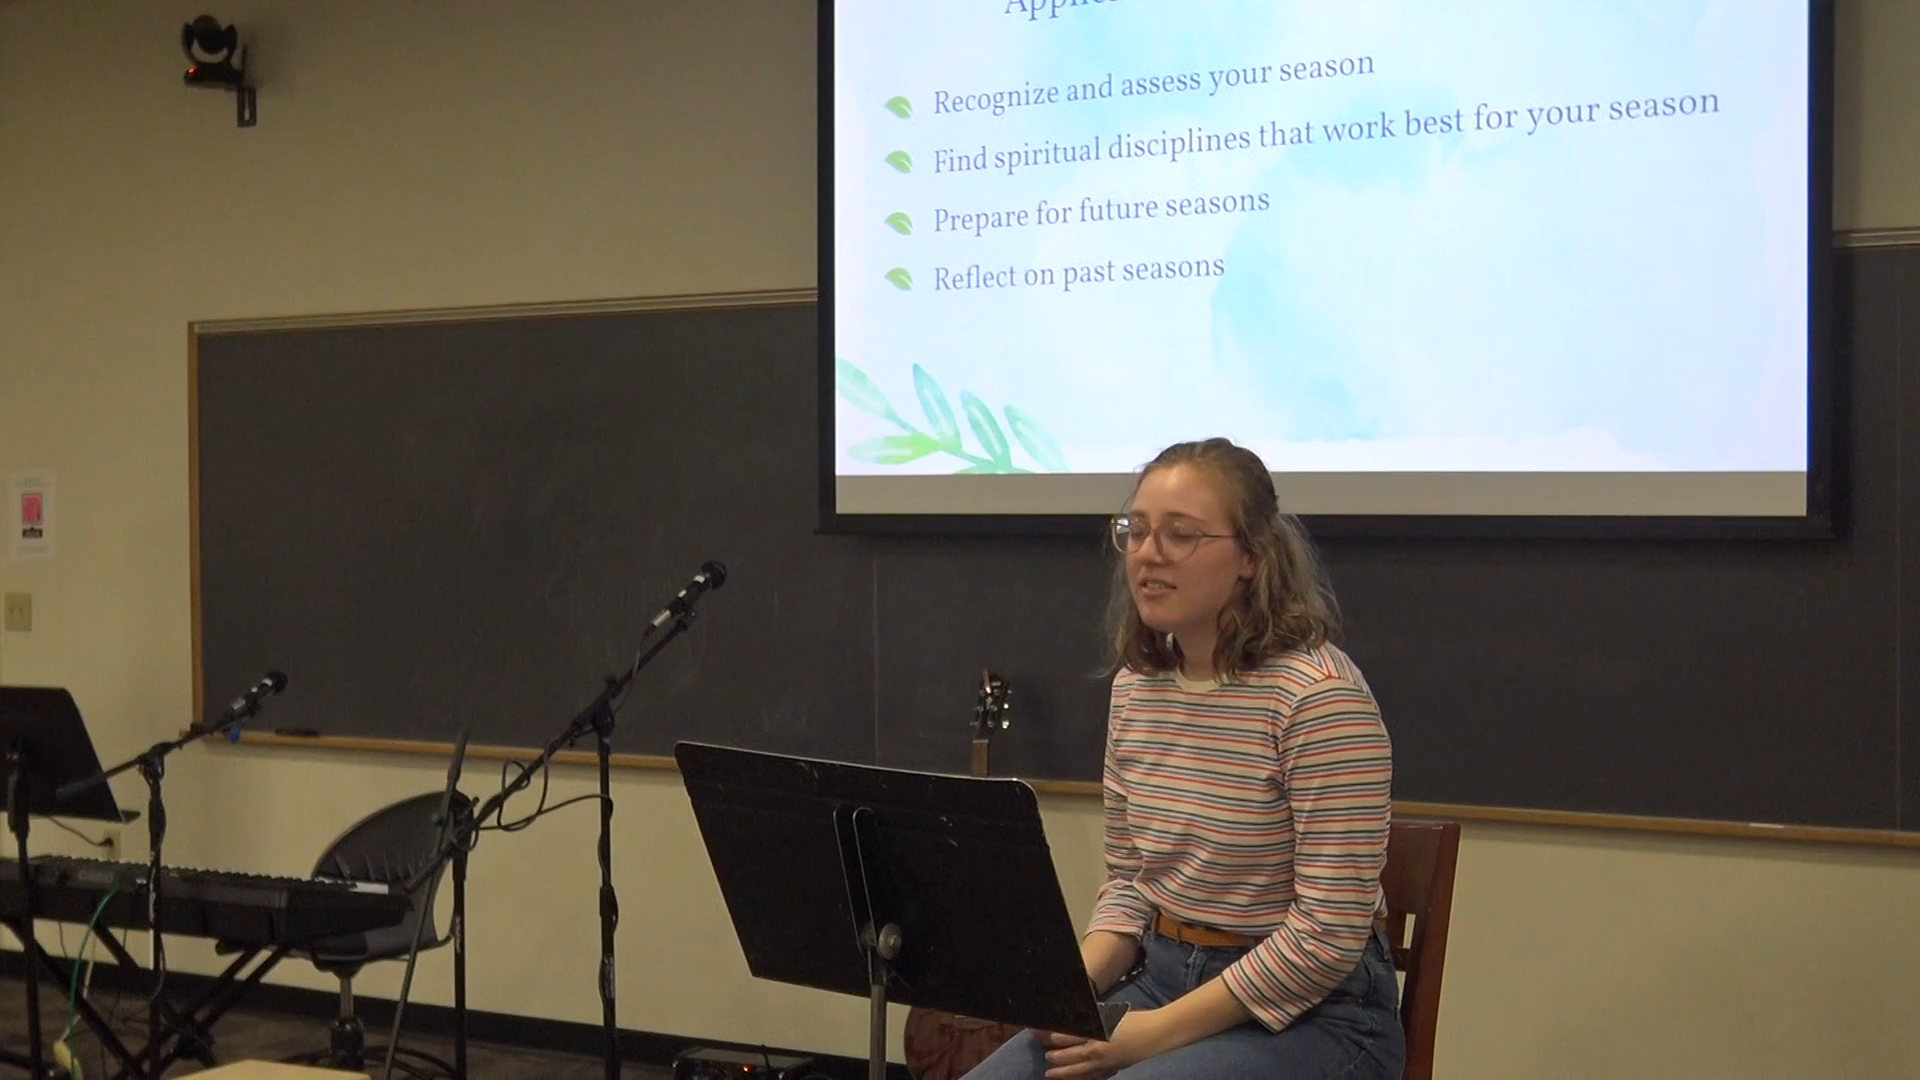 Recognize and assess your season
Find spiritual disciplines that work best for your season
Prepare for future seasons
Reflect on past seasons